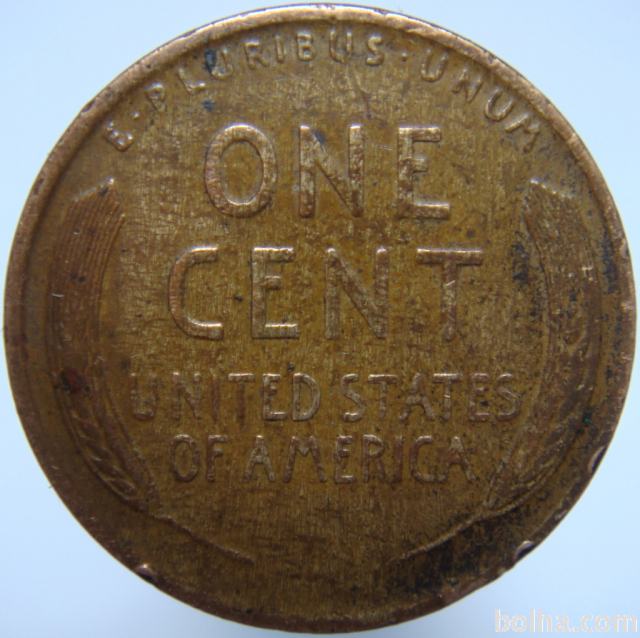 E·PLURIBUS·UNUM
ONE
CENT
UNITED STATES
OF AMERICA
bolha.com